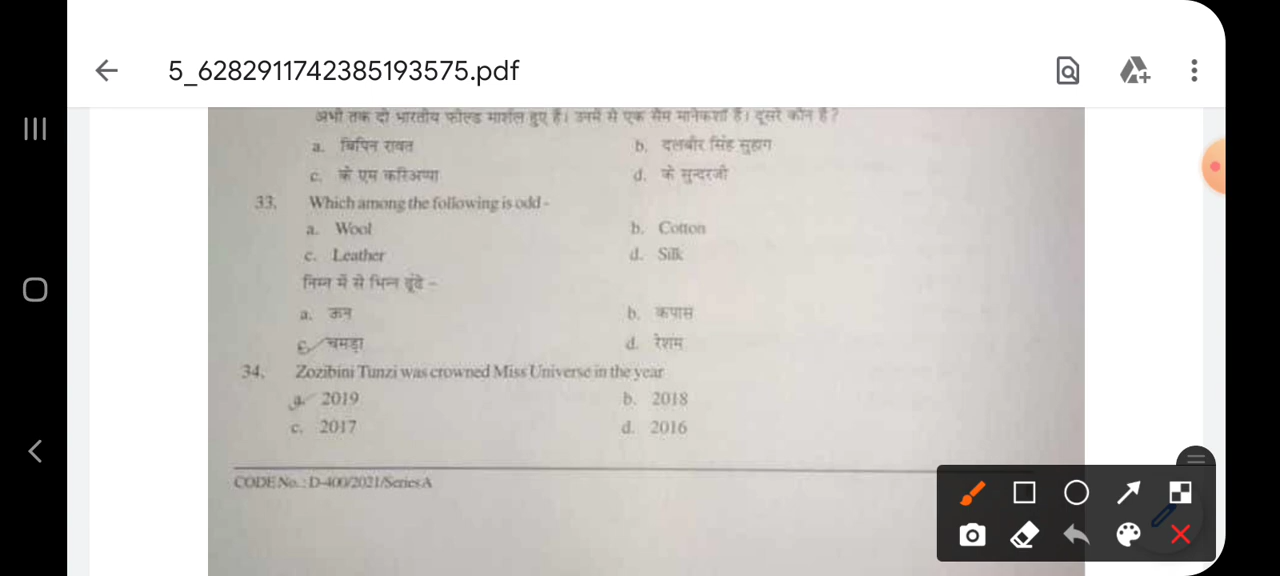 5_6282911742385193575.pdf
अभी तक दो भारतीय फील्ड मार्शल हुए हैं। उनमें से एक सैम मानेकशॉ हैं। दूसरे कौन हैं?
a. बिपिन रावत b. दलबीर सिंह सुहाग
c. के एम करिअप्पा d. के सुन्दरजी
33. Which among the following is odd -
a. Wool b. Cotton
c. Leather d. Silk
निम्न में से भिन्न ढूंढे -
a. ऊन b. कपास
c. चमड़ा d. रेशम
34. Zozibini Tunzi was crowned Miss Universe in the year
a. 2019 b. 2018
c. 2017 d. 2016
CODE No. : D-400/2021/Series A